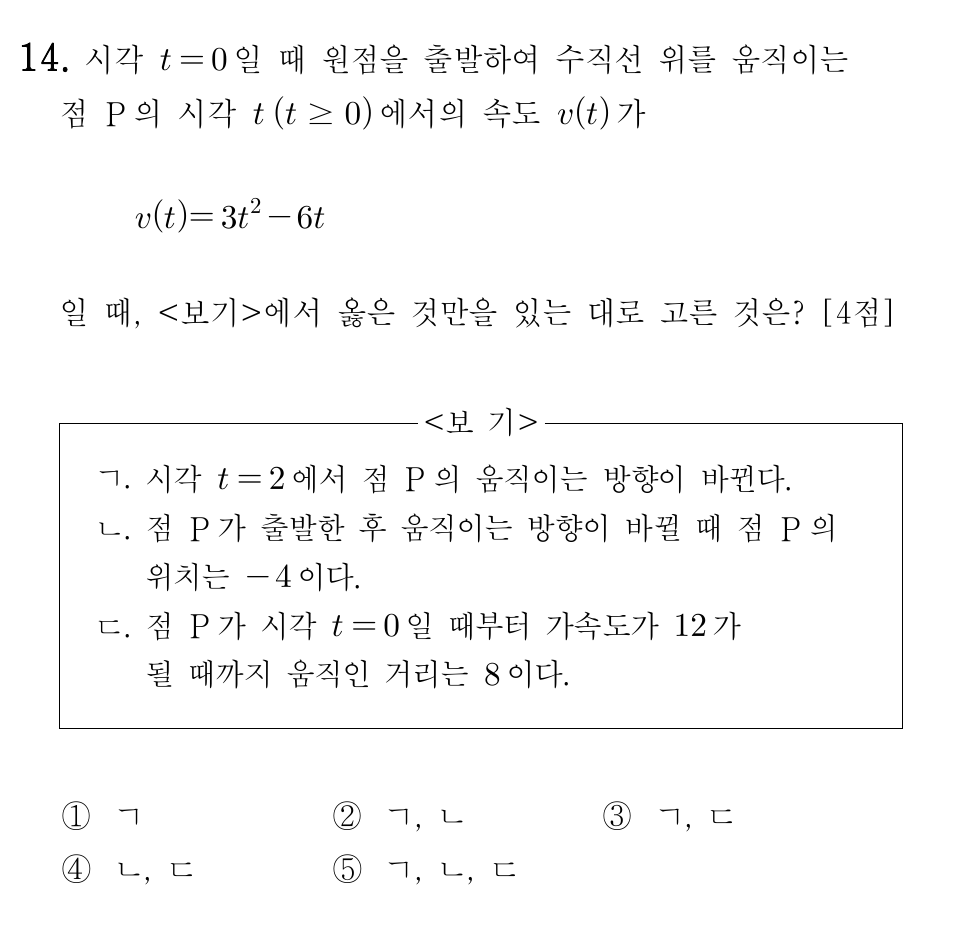 14. 시각 t=0일 때 원점을 출발하여 수직선 위를 움직이는
점 P의 시각 t(t≥0)에서의 속도 v(t)가
v(t)=3t²-6t
일 때, <보기>에서 옳은 것만을 있는 대로 고른 것은? [4점]
<보 기>
ㄱ. 시각 t=2에서 점 P의 움직이는 방향이 바뀐다.
ㄴ. 점 P가 출발한 후 움직이는 방향이 바뀔 때 점 P의
위치는 -4이다.
ㄷ. 점 P가 시각 t=0일 때부터 가속도가 12가
될 때까지 움직인 거리는 8이다.
① ㄱ ② ㄱ, ㄴ ③ ㄱ, ㄷ
④ ㄴ, ㄷ ⑤ ㄱ, ㄴ, ㄷ